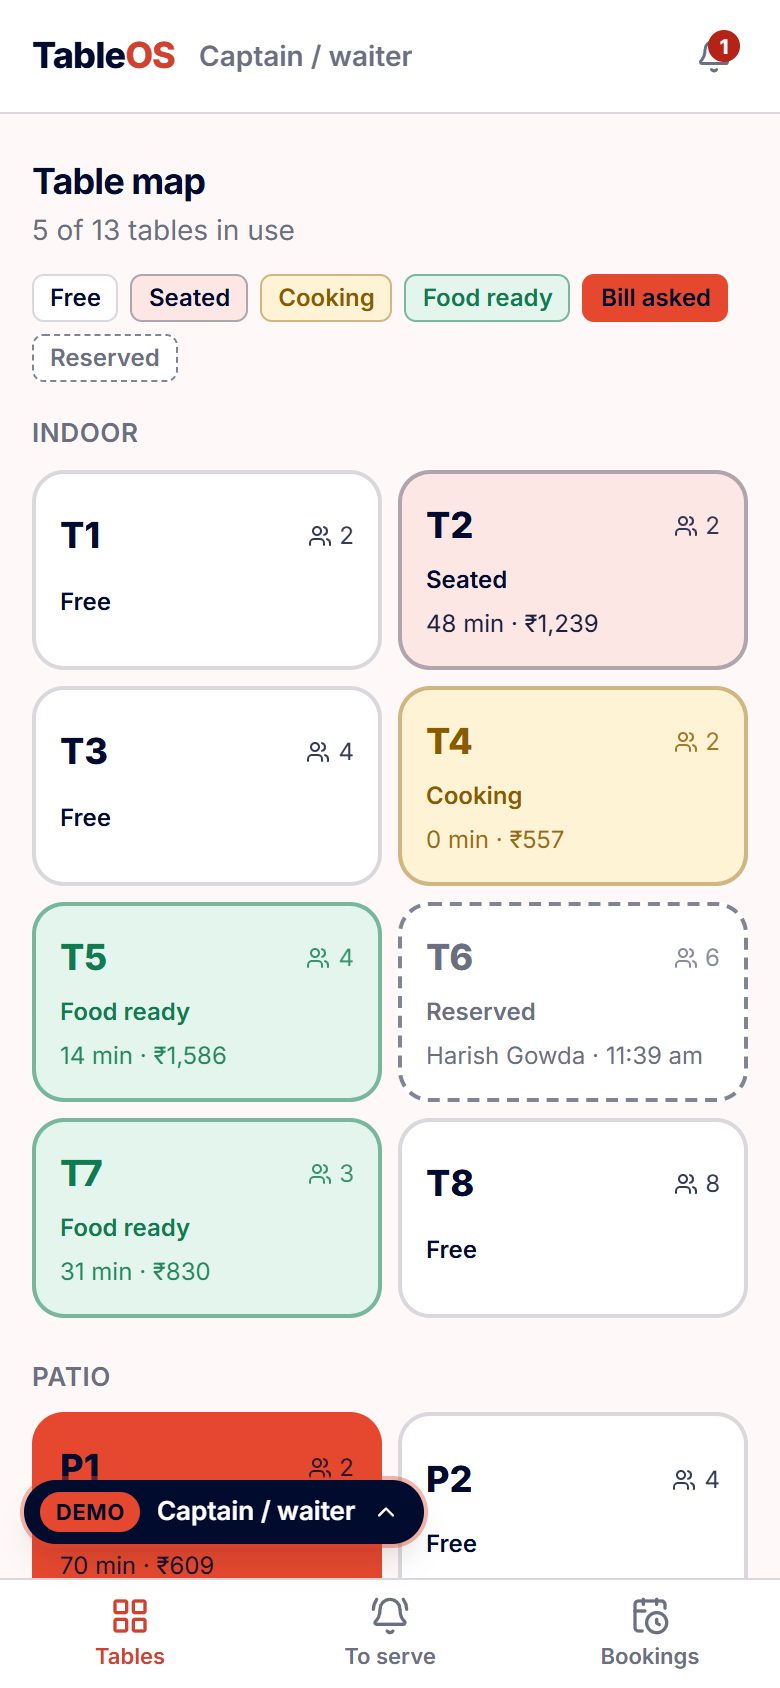 TableOS Captain / waiter 1
Table map
5 of 13 tables in use
Free Seated Cooking Food ready Bill asked
Reserved
INDOOR
T1 2
Free
T2 2
Seated
48 min · ₹1,239
T3 4
Free
T4 2
Cooking
0 min · ₹557
T5 4
Food ready
14 min · ₹1,586
T6 6
Reserved
Harish Gowda · 11:39 am
T7 3
Food ready
31 min · ₹830
T8 8
Free
PATIO
P1 2
70 min · ₹609
P2 4
Free
DEMO Captain / waiter
Tables To serve Bookings